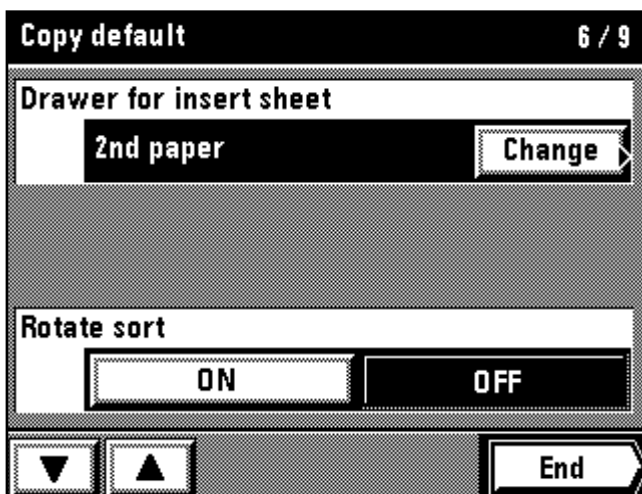 Copy default 6 / 9
Drawer for insert sheet
2nd paper Change
Rotate sort
ON OFF
End